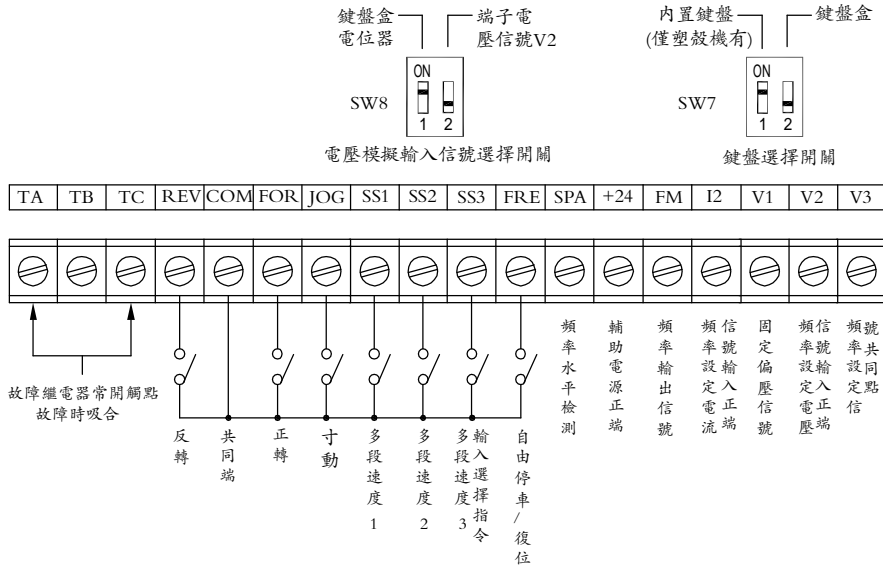 鍵盤盒
電位器
端子電
壓信號V2
ON
SW8
1 2
電壓模擬輸入信號選擇開關
內置鍵盤
(僅塑殼機有)
鍵盤盒
ON
SW7
1 2
鍵盤選擇開關
TA TB TC REV COM FOR JOG SS1 SS2 SS3 FRE SPA +24 FM I2 V1 V2 V3
故障繼電器常開觸點
故障時吸合
反轉
共同端
正轉
寸動
多段速度1
多段速度2
多段速度3
輸入選擇指令
自由停車/復位
頻率水平檢測
輔助電源正端
頻率輸出信號
頻率設定電流
信號輸入正端
固定偏壓信號
頻率設定電壓
信號輸入正端
頻率設定信
號共同點